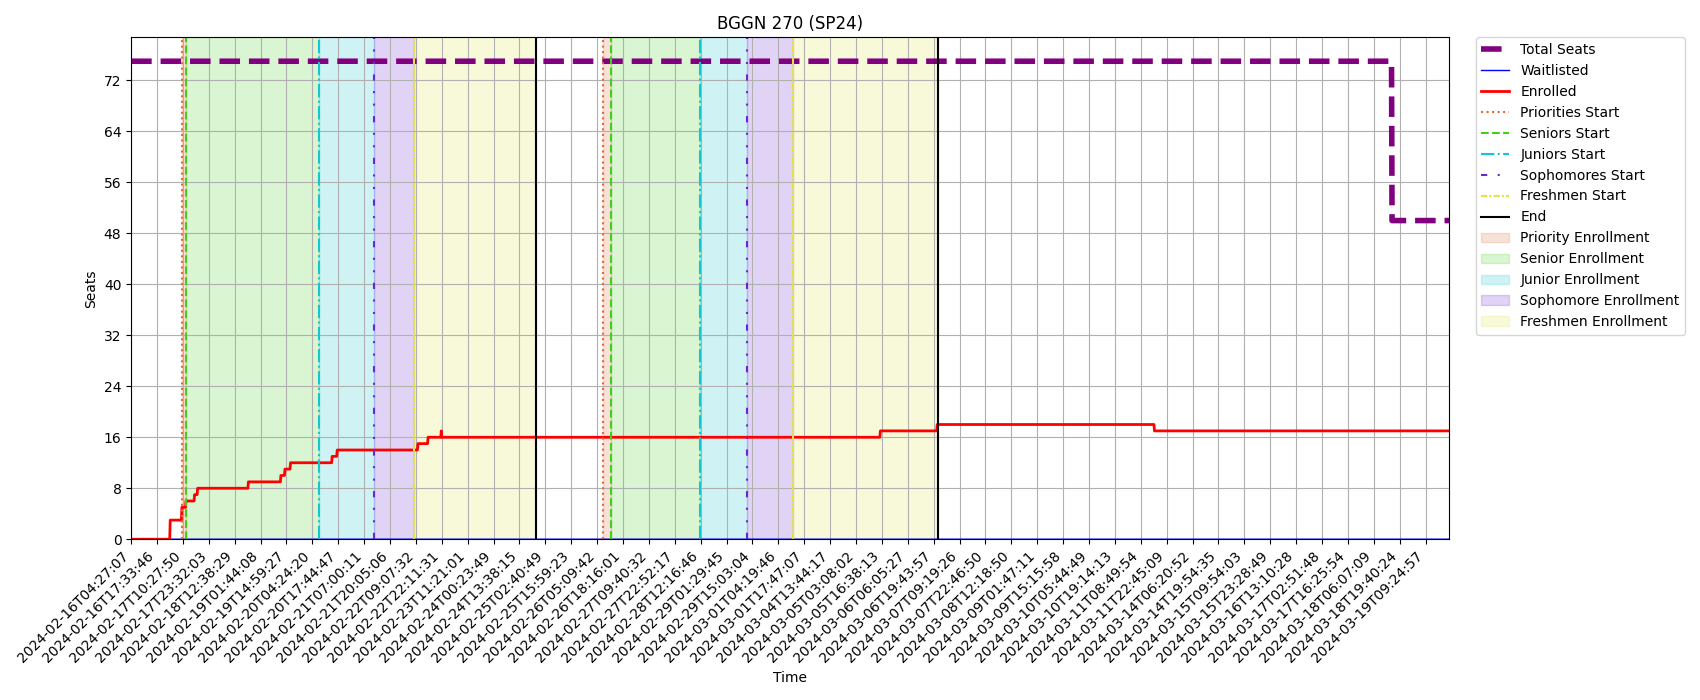 BGGN 270 (SP24)
Total Seats
Waitlisted
Enrolled
Priorities Start
Seniors Start
Juniors Start
Sophomores Start
Freshmen Start
End
Priority Enrollment
Senior Enrollment
Junior Enrollment
Sophomore Enrollment
Freshmen Enrollment
Seats
72
64
56
48
40
32
24
16
8
0
2024-02-16T04:27:07
2024-02-16T17:33:46
2024-02-17T10:27:50
2024-02-17T23:32:03
2024-02-18T12:38:29
2024-02-19T01:44:08
2024-02-19T14:59:27
2024-02-20T04:24:20
2024-02-20T17:44:47
2024-02-21T07:00:11
2024-02-21T20:05:06
2024-02-22T09:07:32
2024-02-22T22:11:31
2024-02-23T11:21:01
2024-02-24T00:23:49
2024-02-24T13:38:15
2024-02-25T02:40:49
2024-02-25T15:59:23
2024-02-26T05:09:42
2024-02-26T18:16:01
2024-02-27T09:40:32
2024-02-27T22:52:17
2024-02-28T12:16:46
2024-02-29T01:29:45
2024-02-29T15:03:04
2024-03-01T04:19:46
2024-03-01T17:47:07
2024-03-04T13:44:17
2024-03-05T03:08:02
2024-03-05T16:38:13
2024-03-06T06:05:27
2024-03-06T19:43:57
2024-03-07T09:19:26
2024-03-07T22:46:50
2024-03-08T12:18:50
2024-03-09T01:47:11
2024-03-09T15:15:58
2024-03-10T05:44:49
2024-03-10T19:14:13
2024-03-11T08:49:54
2024-03-11T22:45:09
2024-03-14T06:20:52
2024-03-14T19:54:35
2024-03-15T09:54:03
2024-03-15T23:28:49
2024-03-16T13:10:28
2024-03-17T02:51:48
2024-03-17T16:25:54
2024-03-18T06:07:09
2024-03-18T19:40:24
2024-03-19T09:24:57
Time